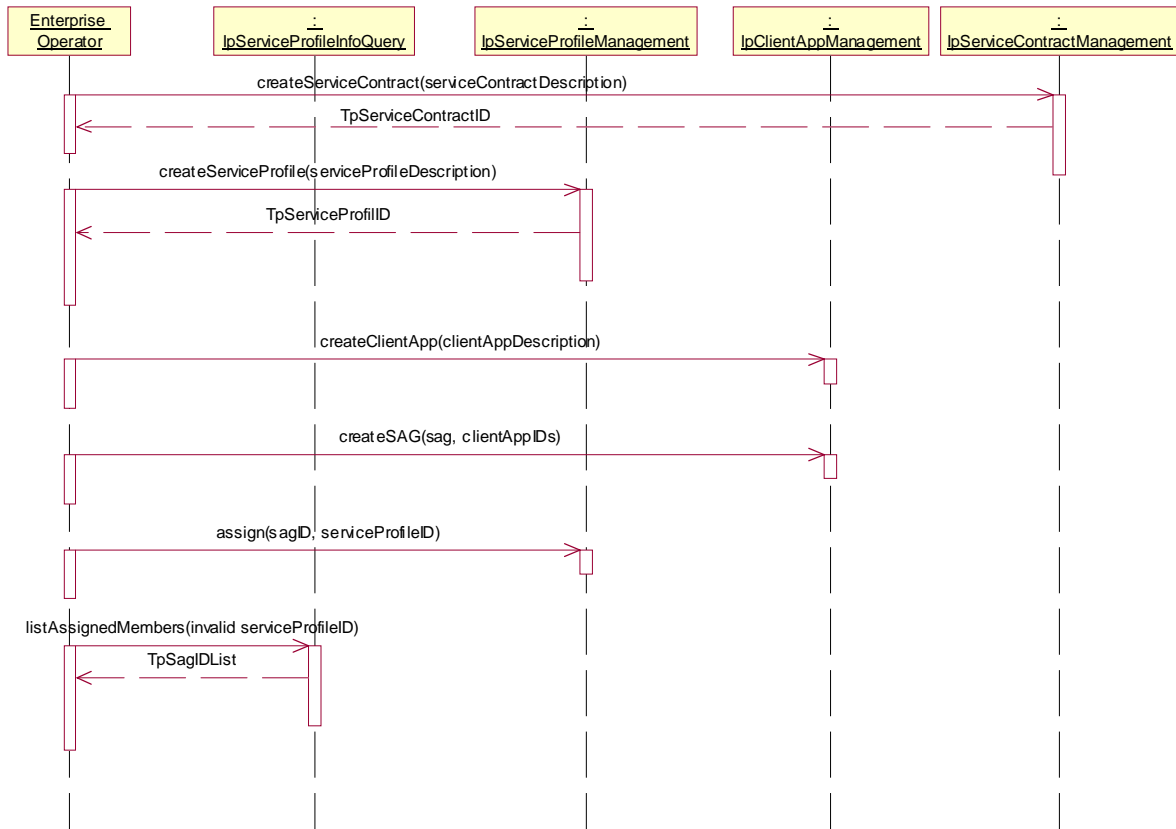 Enterprise
Operator
:
IpServiceProfileInfoQuery
:
IpServiceProfileManagement
:
IpClientAppManagement
:
IpServiceContractManagement
createServiceContract(serviceContractDescription)
TpServiceContractID
createServiceProfile(serviceProfileDescription)
TpServiceProfilID
createClientApp(clientAppDescription)
createSAG(sag, clientAppIDs)
assign(sagID, serviceProfileID)
listAssignedMembers(invalid serviceProfileID)
TpSagIDList